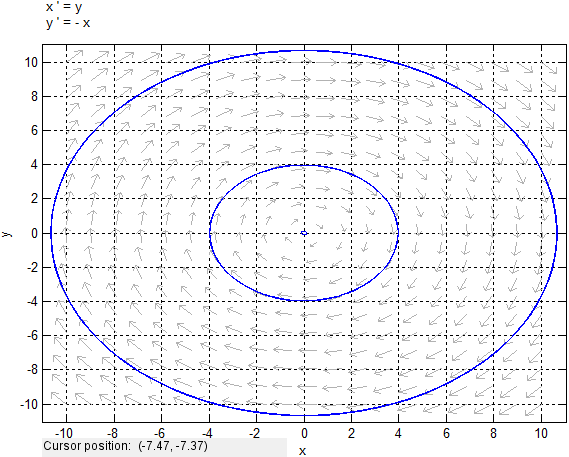 x ' = y
y ' = - x
10
8
6
4
2
0
-2
-4
-6
-8
-10
y
-10 -8 -6 -4 -2 0 2 4 6 8 10
x
Cursor position: (-7.47, -7.37)